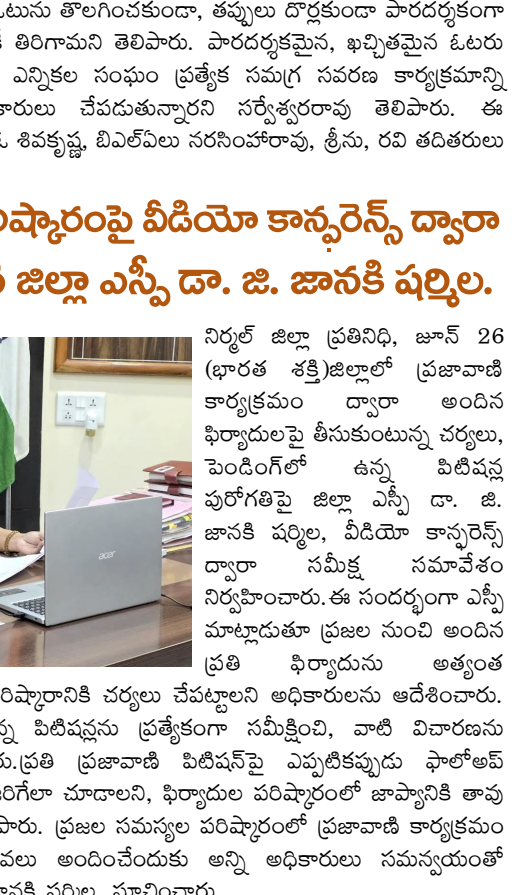 ఓటును తొలగించకుండా, తప్పులు దొర్లకుండా పారదర్శకంగా
తిరిగామని తెలిపారు. పారదర్శకమైన, ఖచ్చితమైన ఓటరు
ఎన్నికల సంఘం ప్రత్యేక సమగ్ర సవరణ కార్యక్రమాన్ని
చేపడుతున్నారని సర్వేశ్వరరావు తెలిపారు. ఈ
శివకృష్ణ, బిఎల్ఏలు నరసింహారావు, శ్రీను, రవి తదితరులు
కాన్ఫరెన్స్ ద్వారా వీడియో
జిల్లా ఎస్పీ డా. జి. జానకి షర్మిల.
నిర్మల్ జిల్లా ప్రతినిధి, జూన్ 26
(భారత శక్తి)జిల్లాలో ప్రజావాణి
కార్యక్రమం ద్వారా అందిన
ఫిర్యాదులపై తీసుకుంటున్న చర్యలు,
పెండింగ్‌లో ఉన్న పిటిషన్ల
పురోగతిపై జిల్లా ఎస్పీ డా. జి.
జానకి షర్మిల, వీడియో కాన్ఫరెన్స్
ద్వారా సమీక్ష సమావేశం
నిర్వహించారు.ఈ సందర్భంగా ఎస్పీ
మాట్లాడుతూ ప్రజల నుంచి అందిన
ప్రతి ఫిర్యాదును అత్యంత
acer
చర్యలు చేపట్టాలని అధికారులను ఆదేశించారు.
పిటిషన్లను ప్రత్యేకంగా సమీక్షించి, వాటి విచారణను
ప్రతి ప్రజావాణి పిటిషన్‌పై ఎప్పటికప్పుడు ఫాలోఅప్
చూడాలని, ఫిర్యాదుల పరిష్కారంలో జాప్యానికి తావు
ప్రజల సమస్యల పరిష్కారంలో ప్రజావాణి కార్యక్రమం
అందించేందుకు అన్ని అధికారులు సమన్వయంతో